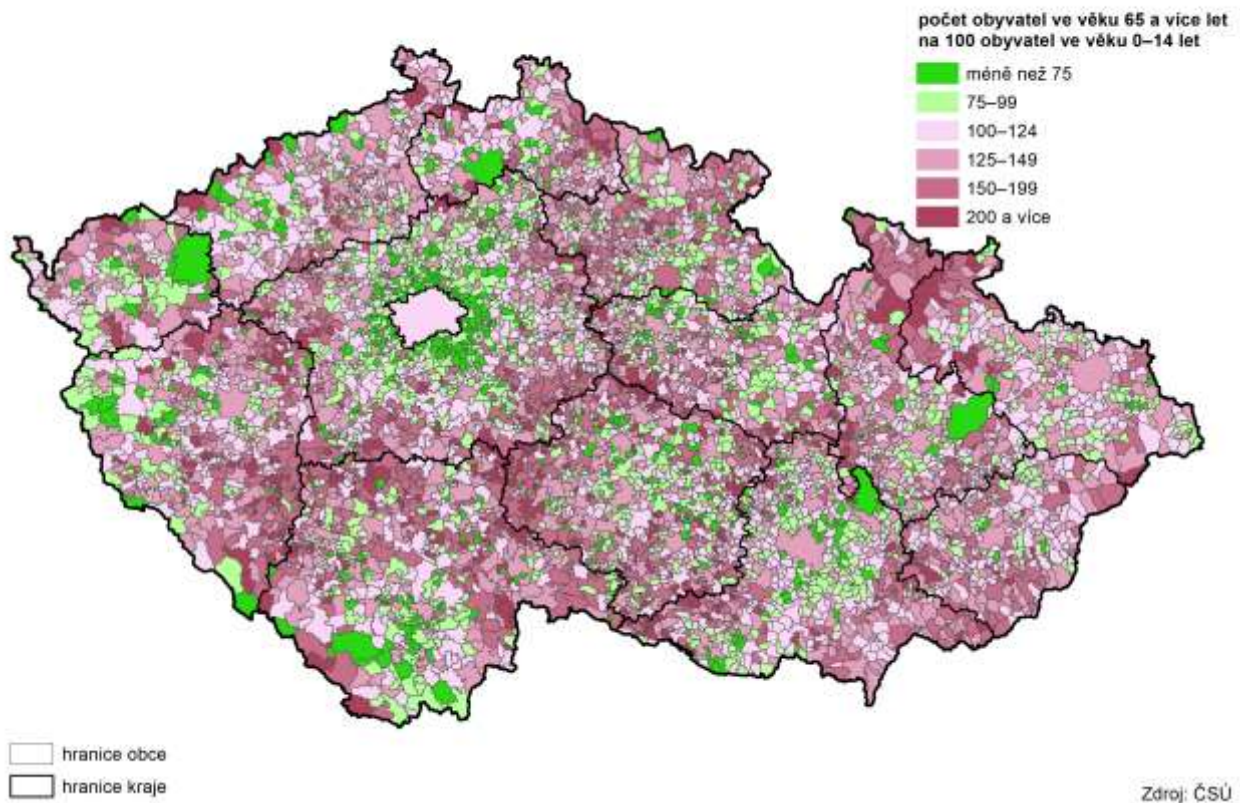 počet obyvatel ve věku 65 a více let
na 100 obyvatel ve věku 0–14 let
méně než 75
75–99
100–124
125–149
150–199
200 a více
hranice obce
hranice kraje
Zdroj: ČSÚ